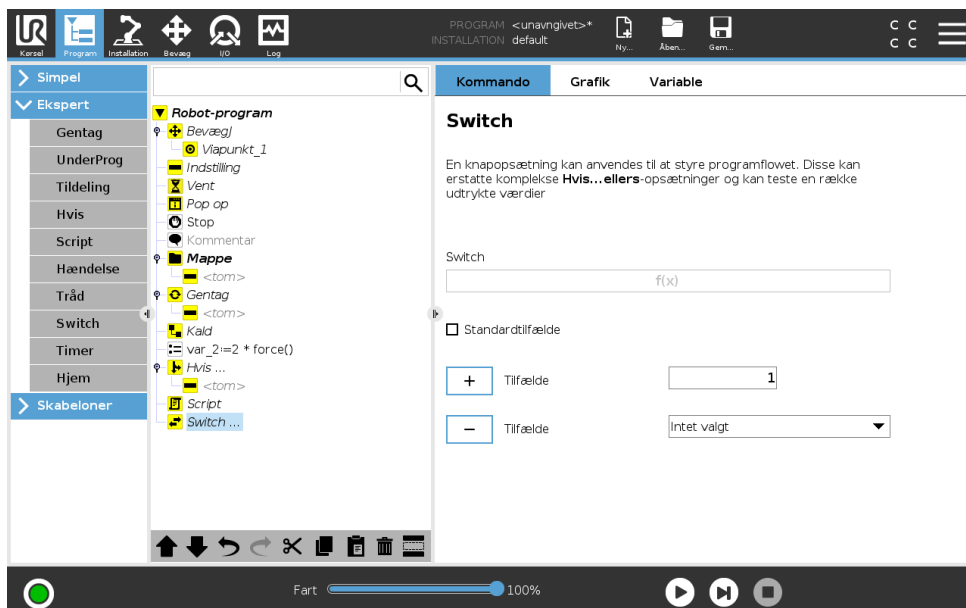 PROGRAM <unavngivet>*
INSTALLATION default
Kørsel Program Installation Bevæg I/O Log Ny... Åben... Gem...
C C
C C
Simpel
Ekspert
Gentag
UnderProg
Tildeling
Hvis
Script
Hændelse
Tråd
Switch
Timer
Hjem
Skabeloner
Robot-program
BevægJ
Viapunkt_1
Indstilling
Vent
Pop op
Stop
Kommentar
Mappe
<tom>
Gentag
<tom>
Kald
var_2:=2 * force()
Hvis ...
<tom>
Script
Switch ...
Kommando Grafik Variable
Switch
En knapopsætning kan anvendes til at styre programflowet. Disse kan
erstatte komplekse Hvis...ellers-opsætninger og kan teste en række
udtrykte værdier
Switch
f(x)
Standardtilfælde
+ Tilfælde 1
− Tilfælde Intet valgt
Fart 100%